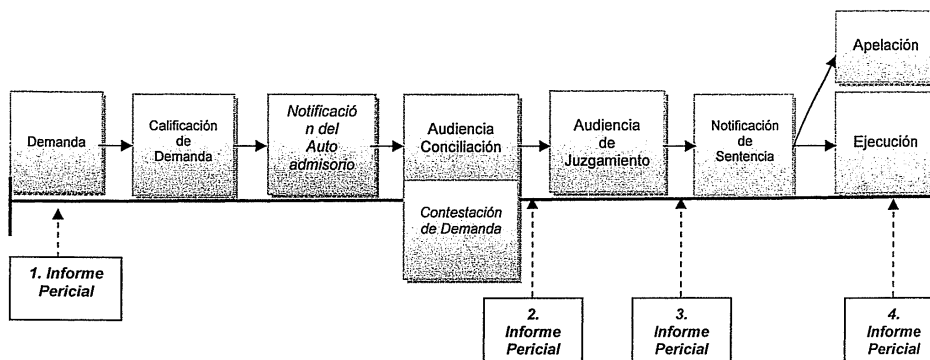 Apelación
Demanda
Calificación
de
Demanda
Notificació
n del
Auto
admisorio
Audiencia
Conciliación
Audiencia
de
Juzgamiento
Notificación
de
Sentencia
Ejecución
Contestación
de Demanda
1. Informe
Pericial
2.
Informe
Pericial
3.
Informe
Pericial
4.
Informe
Pericial